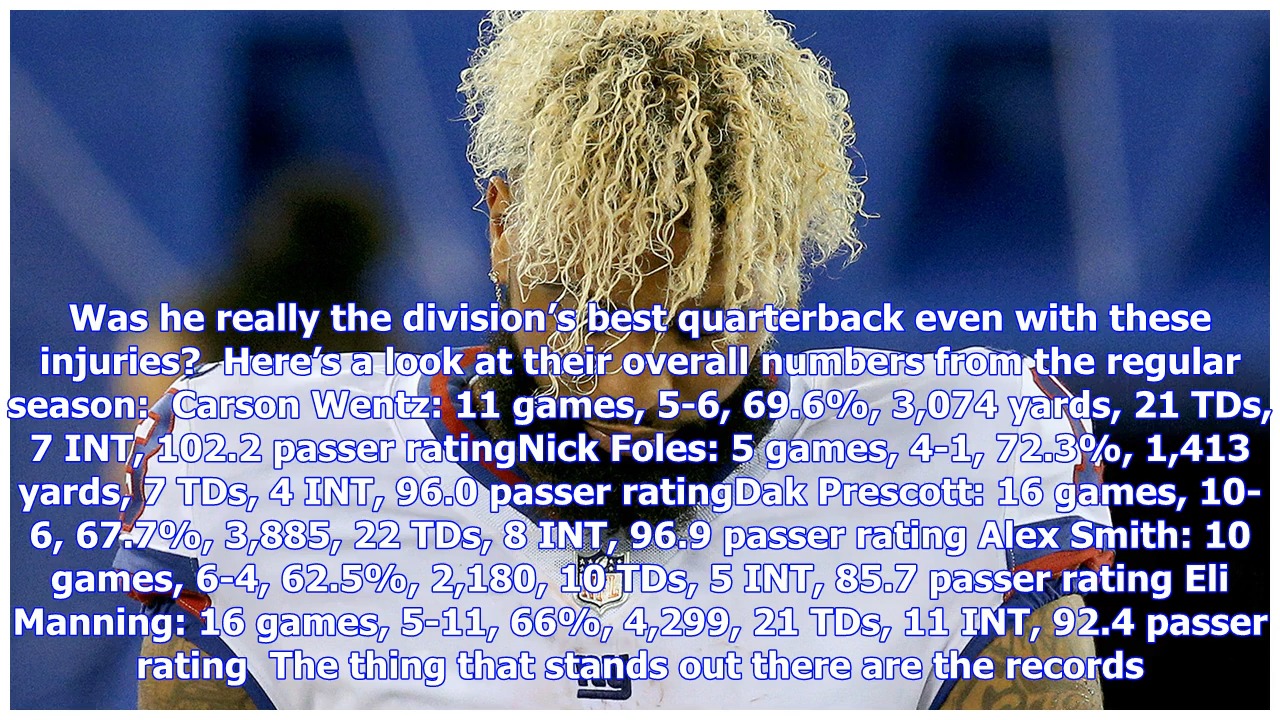 Was he really the division’s best quarterback even with these
injuries?  Here’s a look at their overall numbers from the regular
season:  Carson Wentz: 11 games, 5-6, 69.6%, 3,074 yards, 21 TDs,
7 INT, 102.2 passer ratingNick Foles: 5 games, 4-1, 72.3%, 1,413
yards, 7 TDs, 4 INT, 96.0 passer ratingDak Prescott: 16 games, 10-
6, 67.7%, 3,885, 22 TDs, 8 INT, 96.9 passer rating Alex Smith: 10
games, 6-4, 62.5%, 2,180, 10 TDs, 5 INT, 85.7 passer rating Eli
Manning: 16 games, 5-11, 66%, 4,299, 21 TDs, 11 INT, 92.4 passer
rating  The thing that stands out there are the records